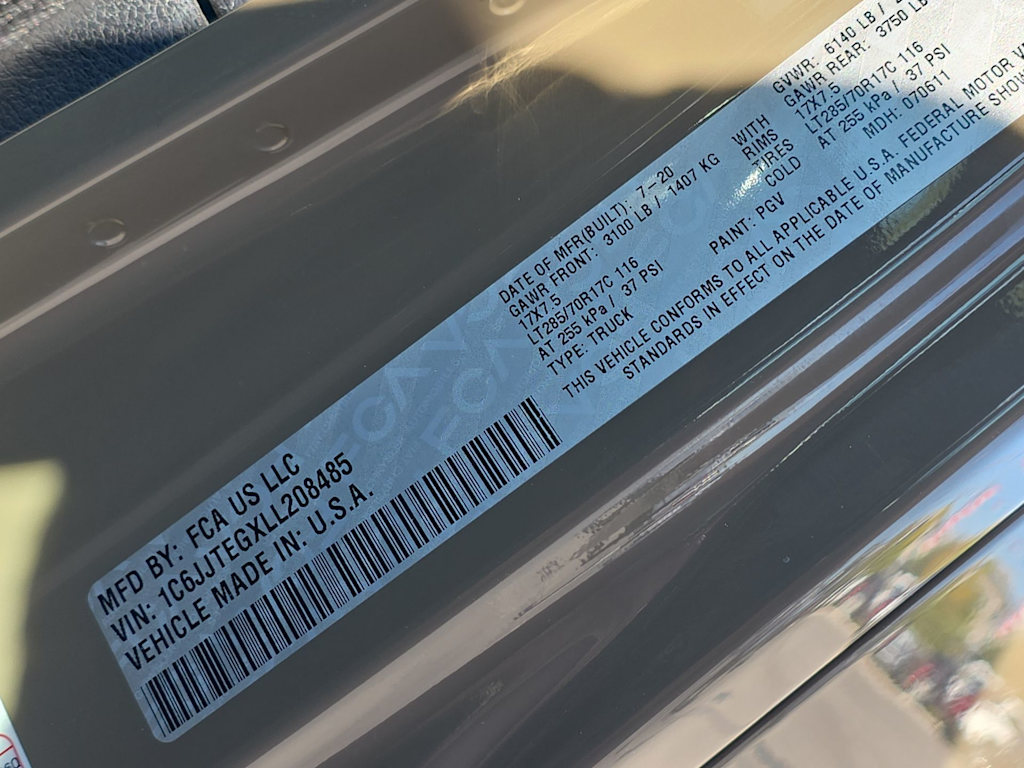 MFD BY: FCA US LLC
VIN: 1C6JJTEGXLL208485
VEHICLE MADE IN: U.S.A.
DATE OF MFR(BUILT): 7-20
GAWR FRONT: 3100 LB / 1407 KG WITH
17X7.5 RIMS
LT285/70R17C 116 TIRES
AT 255 kPa / 37 PSI COLD
TYPE: TRUCK PAINT: PGV
GVWR: 6140 LB /
GAWR REAR: 3750 LB
17X7.5
LT285/70R17C 116
AT 255 kPa / 37 PSI
MDH: 070611
THIS VEHICLE CONFORMS TO ALL APPLICABLE U.S.A. FEDERAL MOTOR V
STANDARDS IN EFFECT ON THE DATE OF MANUFACTURE SHOW